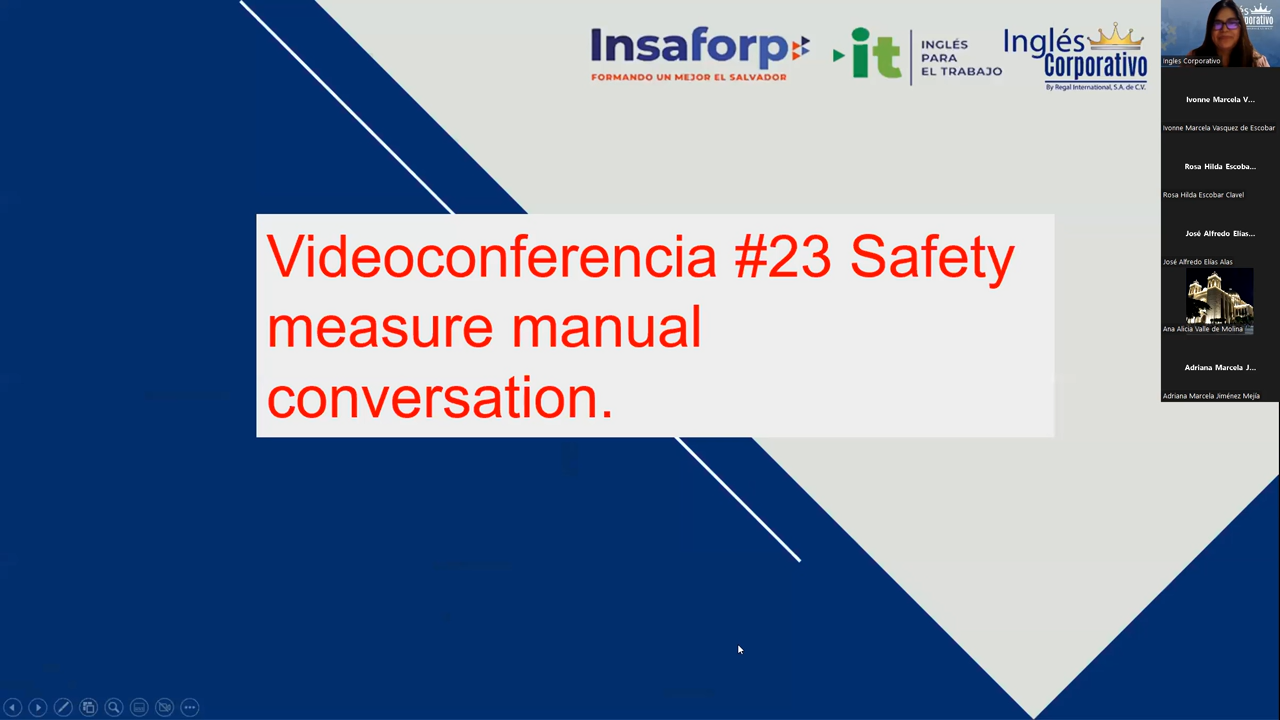 Insaforp
FORMANDO UN MEJOR EL SALVADOR
it
INGLÉS
PARA
EL TRABAJO
Inglés
Corporativo
By Regal International, S.A. de C.V.
Videoconferencia #23 Safety
measure manual
conversation.
Ingles Corporativo
Ivonne Marcela V...
Ivonne Marcela Vasquez de Escobar
Rosa Hilda Escoba...
Rosa Hilda Escobar Clavel
José Alfredo Elias...
José Alfredo Elías Alas
Ana Alicia Valle de Molina
Adriana Marcela J...
Adriana Marcela Jiménez Mejía